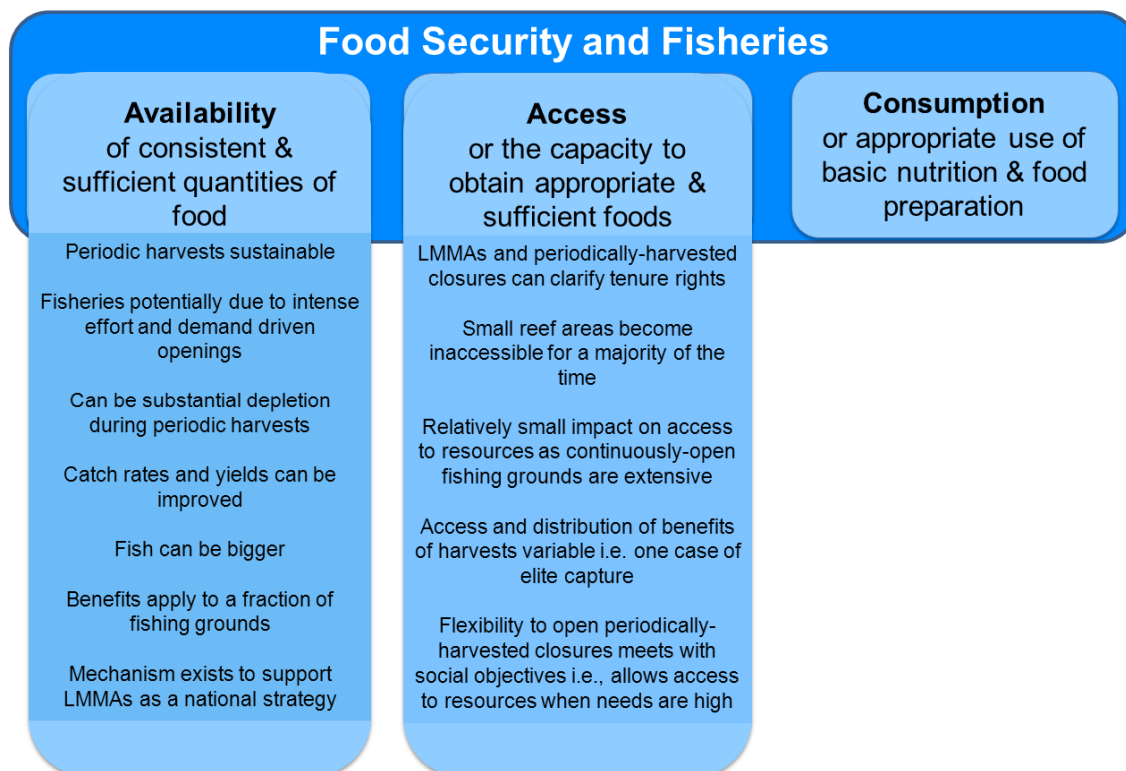 Food Security and Fisheries
Availability
of consistent &
sufficient quantities of
food
Periodic harvests sustainable
Fisheries potentially due to intense
effort and demand driven
openings
Can be substantial depletion
during periodic harvests
Catch rates and yields can be
improved
Fish can be bigger
Benefits apply to a fraction of
fishing grounds
Mechanism exists to support
LMMAs as a national strategy
Access
or the capacity to
obtain appropriate &
sufficient foods
LMMAs and periodically-harvested
closures can clarify tenure rights
Small reef areas become
inaccessible for a majority of the
time
Relatively small impact on access
to resources as continuously-open
fishing grounds are extensive
Access and distribution of benefits
of harvests variable i.e. one case of
elite capture
Flexibility to open periodically-
harvested closures meets with
social objectives i.e., allows access
to resources when needs are high
Consumption
or appropriate use of
basic nutrition & food
preparation